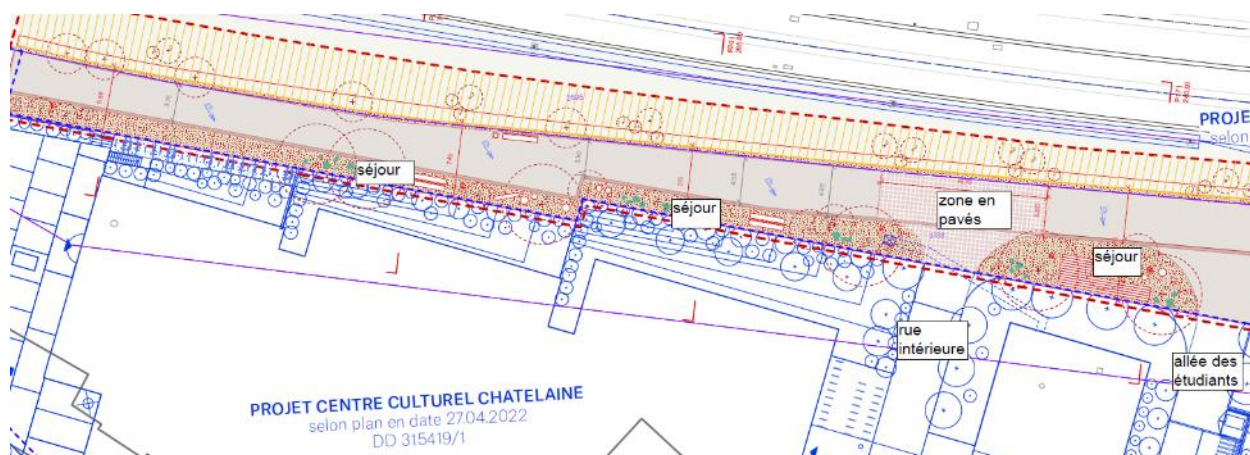 PROJE
selon
séjour
séjour
zone en
pavés
séjour
rue
intérieure
allée des
étudiants
PROJET CENTRE CULTUREL CHATELAINE
selon plan en date 27.04.2022
DD 315419/1